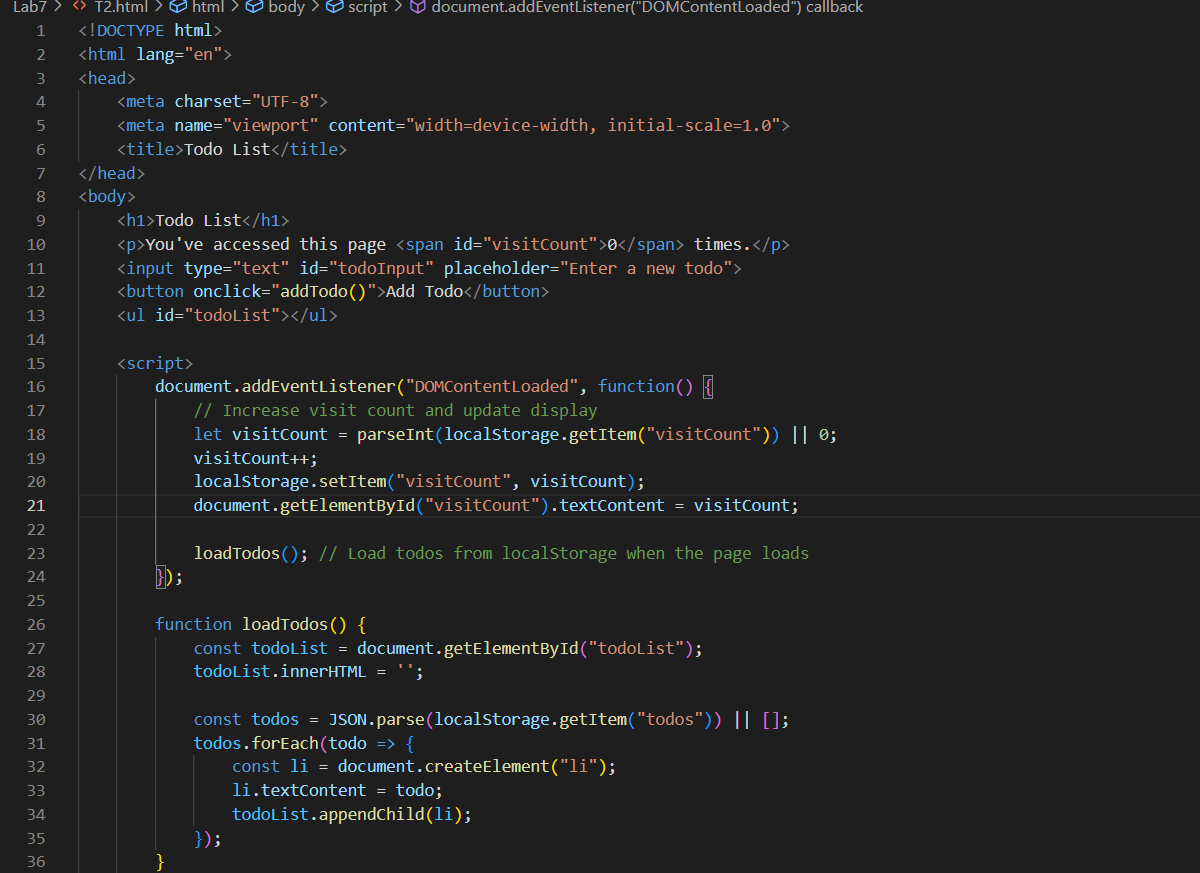 Lab7 > <> T2.html > html > body > script > document.addEventListener("DOMContentLoaded") callback
1 <!DOCTYPE html>
2 <html lang="en">
3 <head>
4     <meta charset="UTF-8">
5     <meta name="viewport" content="width=device-width, initial-scale=1.0">
6     <title>Todo List</title>
7 </head>
8 <body>
9     <h1>Todo List</h1>
10     <p>You've accessed this page <span id="visitCount">0</span> times.</p>
11     <input type="text" id="todoInput" placeholder="Enter a new todo">
12     <button onclick="addTodo()">Add Todo</button>
13     <ul id="todoList"></ul>
14
15     <script>
16         document.addEventListener("DOMContentLoaded", function() {
17             // Increase visit count and update display
18             let visitCount = parseInt(localStorage.getItem("visitCount")) || 0;
19             visitCount++;
20             localStorage.setItem("visitCount", visitCount);
21             document.getElementById("visitCount").textContent = visitCount;
22
23             loadTodos(); // Load todos from localStorage when the page loads
24         });
25
26         function loadTodos() {
27             const todoList = document.getElementById("todoList");
28             todoList.innerHTML = '';
29
30             const todos = JSON.parse(localStorage.getItem("todos")) || [];
31             todos.forEach(todo => {
32                 const li = document.createElement("li");
33                 li.textContent = todo;
34                 todoList.appendChild(li);
35             });
36         }